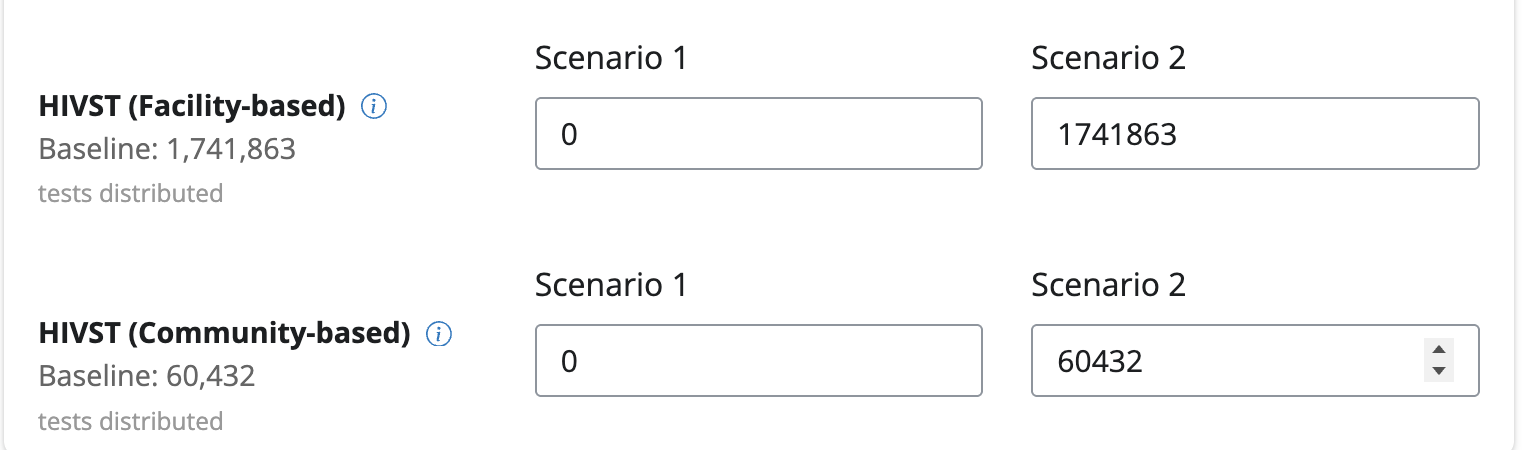 Scenario 1 Scenario 2
HIVST (Facility-based) i
Baseline: 1,741,863
0 1741863
tests distributed
Scenario 1 Scenario 2
HIVST (Community-based) i
Baseline: 60,432
0 60432
tests distributed